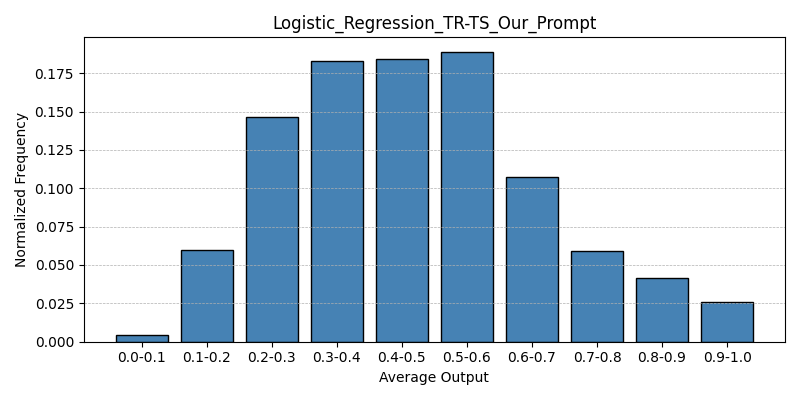 Logistic_Regression_TR-TS_Our_Prompt
Normalized Frequency
0.175
0.150
0.125
0.100
0.075
0.050
0.025
0.000
0.0-0.1 0.1-0.2 0.2-0.3 0.3-0.4 0.4-0.5 0.5-0.6 0.6-0.7 0.7-0.8 0.8-0.9 0.9-1.0
Average Output